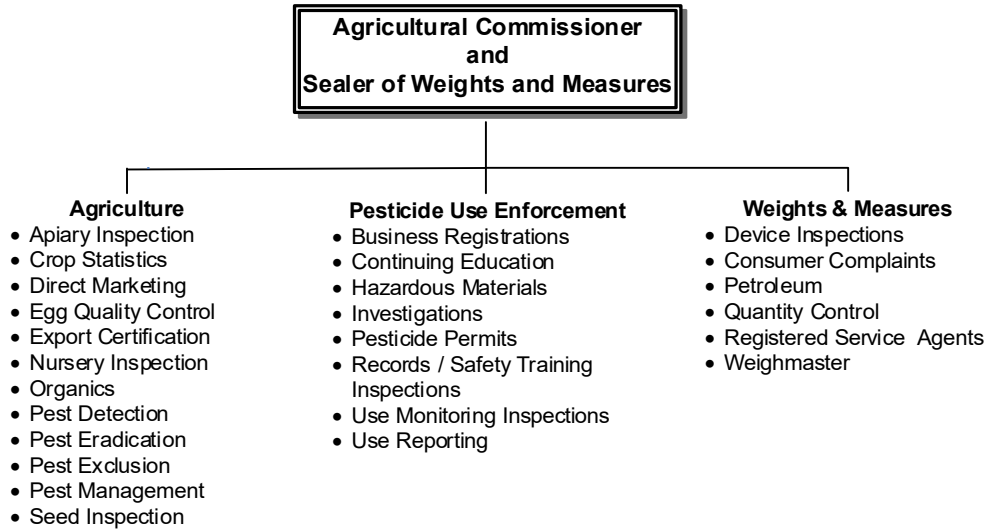 Agricultural Commissioner
and
Sealer of Weights and Measures
Agriculture
• Apiary Inspection
• Crop Statistics
• Direct Marketing
• Egg Quality Control
• Export Certification
• Nursery Inspection
• Organics
• Pest Detection
• Pest Eradication
• Pest Exclusion
• Pest Management
• Seed Inspection
Pesticide Use Enforcement
• Business Registrations
• Continuing Education
• Hazardous Materials
• Investigations
• Pesticide Permits
• Records / Safety Training
Inspections
• Use Monitoring Inspections
• Use Reporting
Weights & Measures
• Device Inspections
• Consumer Complaints
• Petroleum
• Quantity Control
• Registered Service Agents
• Weighmaster